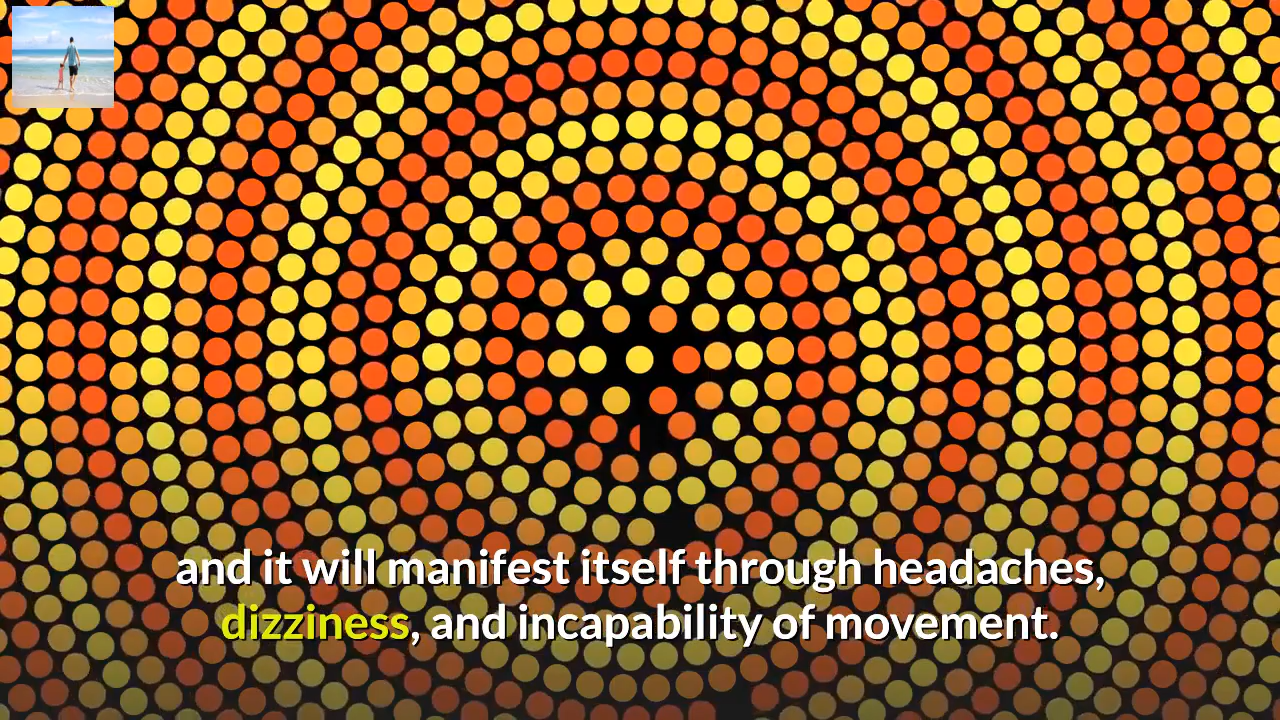 and it will manifest itself through headaches,
dizziness, and incapability of movement.